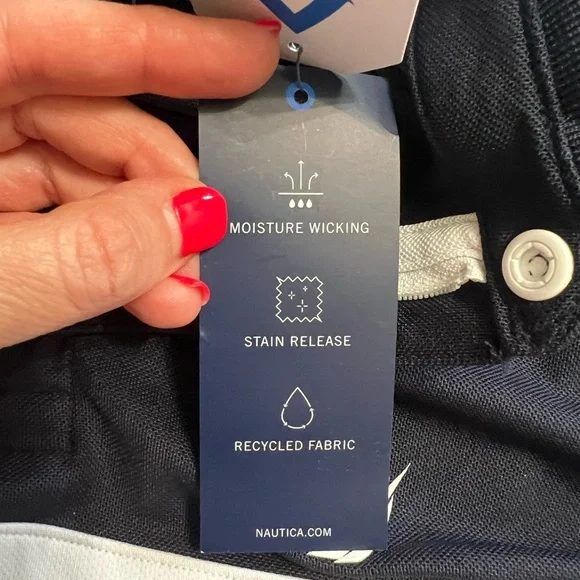 MOISTURE WICKING
STAIN RELEASE
RECYCLED FABRIC
NAUTICA.COM